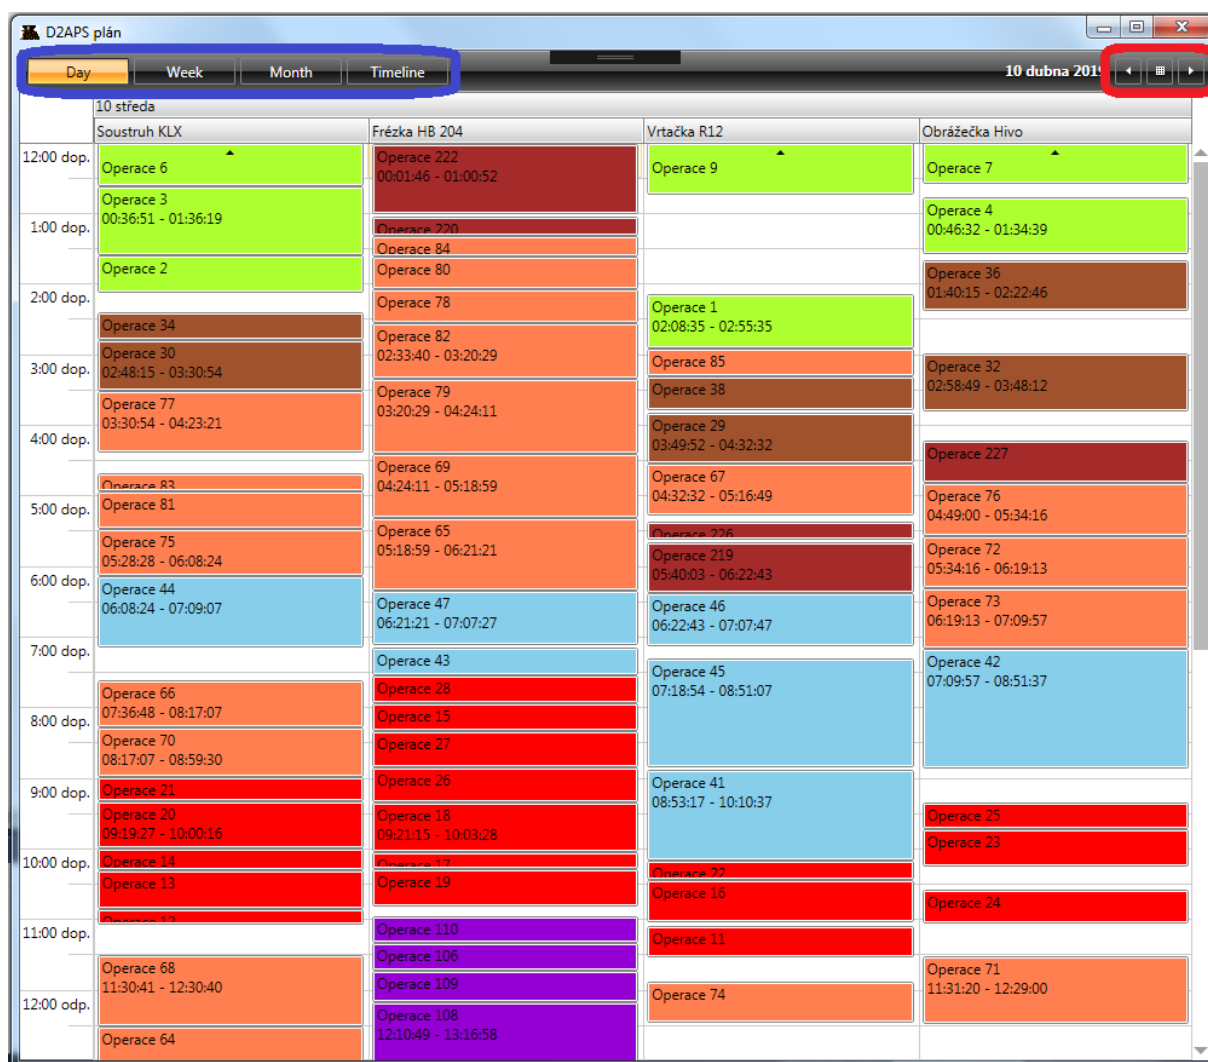 D2APS plán
Day Week Month Timeline 10 dubna 2019
10 středa
Soustruh KLX Frézka HB 204 Vrtačka R12 Obrážečka Hivo
12:00 dop.
1:00 dop.
2:00 dop.
3:00 dop.
4:00 dop.
5:00 dop.
6:00 dop.
7:00 dop.
8:00 dop.
9:00 dop.
10:00 dop.
11:00 dop.
12:00 odp.
Operace 6
Operace 3
00:36:51 - 01:36:19
Operace 2
Operace 34
Operace 30
02:48:15 - 03:30:54
Operace 77
03:30:54 - 04:23:21
Operace 83
Operace 81
Operace 75
05:28:28 - 06:08:24
Operace 44
06:08:24 - 07:09:07
Operace 66
07:36:48 - 08:17:07
Operace 70
08:17:07 - 08:59:30
Operace 21
Operace 20
09:19:27 - 10:00:16
Operace 14
Operace 13
Operace 12
Operace 68
11:30:41 - 12:30:40
Operace 64
Operace 222
00:01:46 - 01:00:52
Operace 220
Operace 84
Operace 80
Operace 78
Operace 82
02:33:40 - 03:20:29
Operace 79
03:20:29 - 04:24:11
Operace 69
04:24:11 - 05:18:59
Operace 65
05:18:59 - 06:21:21
Operace 47
06:21:21 - 07:07:27
Operace 43
Operace 28
Operace 15
Operace 27
Operace 26
Operace 18
09:21:15 - 10:03:28
Operace 17
Operace 19
Operace 110
Operace 106
Operace 109
Operace 108
12:10:49 - 13:16:58
Operace 9
Operace 1
02:08:35 - 02:55:35
Operace 85
Operace 38
Operace 29
03:49:52 - 04:32:32
Operace 67
04:32:32 - 05:16:49
Operace 226
Operace 219
05:40:03 - 06:22:43
Operace 46
06:22:43 - 07:07:47
Operace 45
07:18:54 - 08:51:07
Operace 41
08:53:17 - 10:10:37
Operace 22
Operace 16
Operace 11
Operace 74
Operace 7
Operace 4
00:46:32 - 01:34:39
Operace 36
01:40:15 - 02:22:46
Operace 32
02:58:49 - 03:48:12
Operace 227
Operace 76
04:49:00 - 05:34:16
Operace 72
05:34:16 - 06:19:13
Operace 73
06:19:13 - 07:09:57
Operace 42
07:09:57 - 08:51:37
Operace 25
Operace 23
Operace 24
Operace 71
11:31:20 - 12:29:00